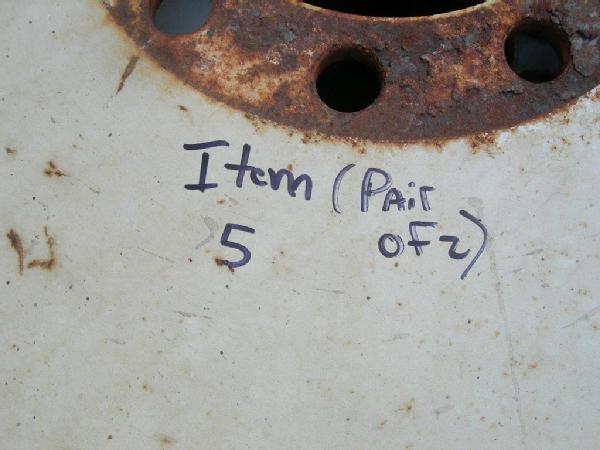 Item (Pair
5 of 2)